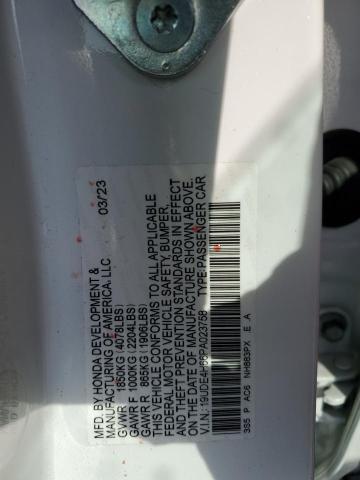 MFD. BY HONDA DEVELOPMENT &
MANUFACTURING OF AMERICA, LLC 03/23
GVWR 1850KG (4078LBS)
GAWR F 1000KG (2204LBS)
GAWR R 865KG (1906LBS)
THIS VEHICLE CONFORMS TO ALL APPLICABLE
FEDERAL MOTOR VEHICLE SAFETY, BUMPER,
AND THEFT PREVENTION STANDARDS IN EFFECT
ON THE DATE OF MANUFACTURE SHOWN ABOVE.
V.I.N.: TYPE:PASSENGER CAR
3S5 P AC6 NH883PX E A